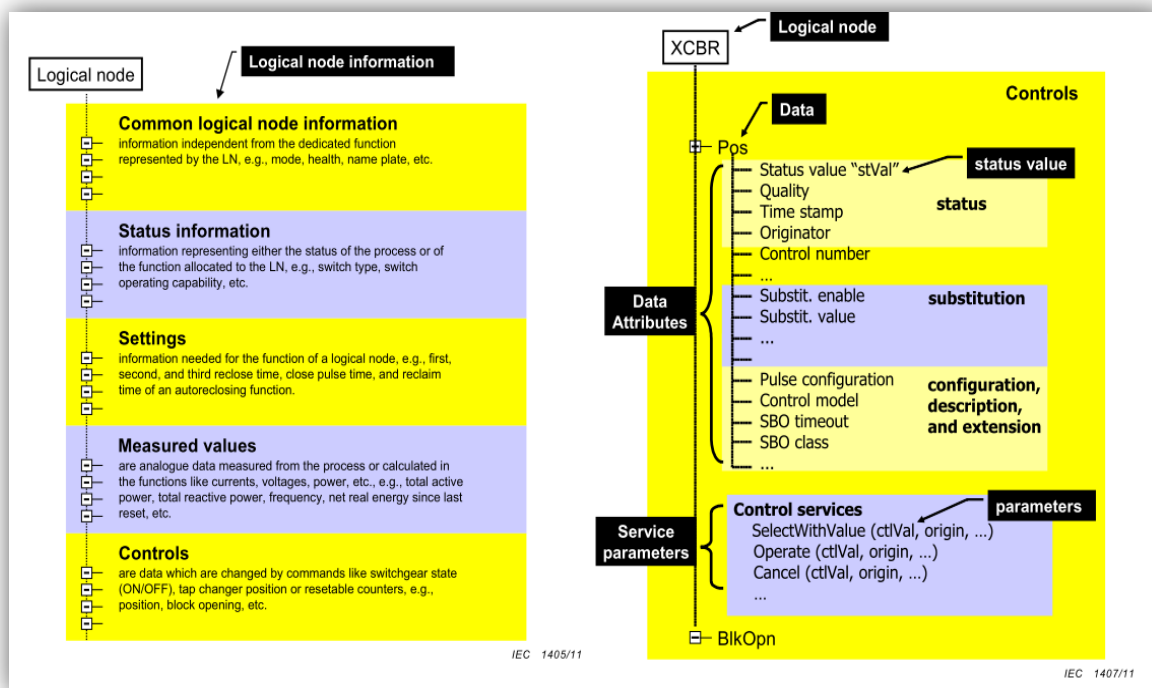 Logical node
Logical node information
Common logical node information
information independent from the dedicated function
represented by the LN, e.g., mode, health, name plate, etc.
Status information
information representing either the status of the process or of
the function allocated to the LN, e.g., switch type, switch
operating capability, etc.
Settings
information needed for the function of a logical node, e.g., first,
second, and third reclose time, close pulse time, and reclaim
time of an autoreclosing function.
Measured values
are analogue data measured from the process or calculated in
the functions like currents, voltages, power, etc., e.g., total active
power, total reactive power, frequency, net real energy since last
reset, etc.
Controls
are data which are changed by commands like switchgear state
(ON/OFF), tap changer position or resetable counters, e.g.,
position, block opening, etc.
IEC 1405/11
Logical node
XCBR
Controls
Data
Pos
Status value “stVal”
status value
Quality
status
Time stamp
Originator
Control number
...
Data
Attributes
Substit. enable
substitution
Substit. value
...
Pulse configuration
configuration,
description,
and extension
Control model
SBO timeout
SBO class
...
Service
parameters
Control services
parameters
SelectWithValue (ctlVal, origin, ...)
Operate (ctlVal, origin, ...)
Cancel (ctlVal, origin, ...)
...
BlkOpn
IEC 1407/11